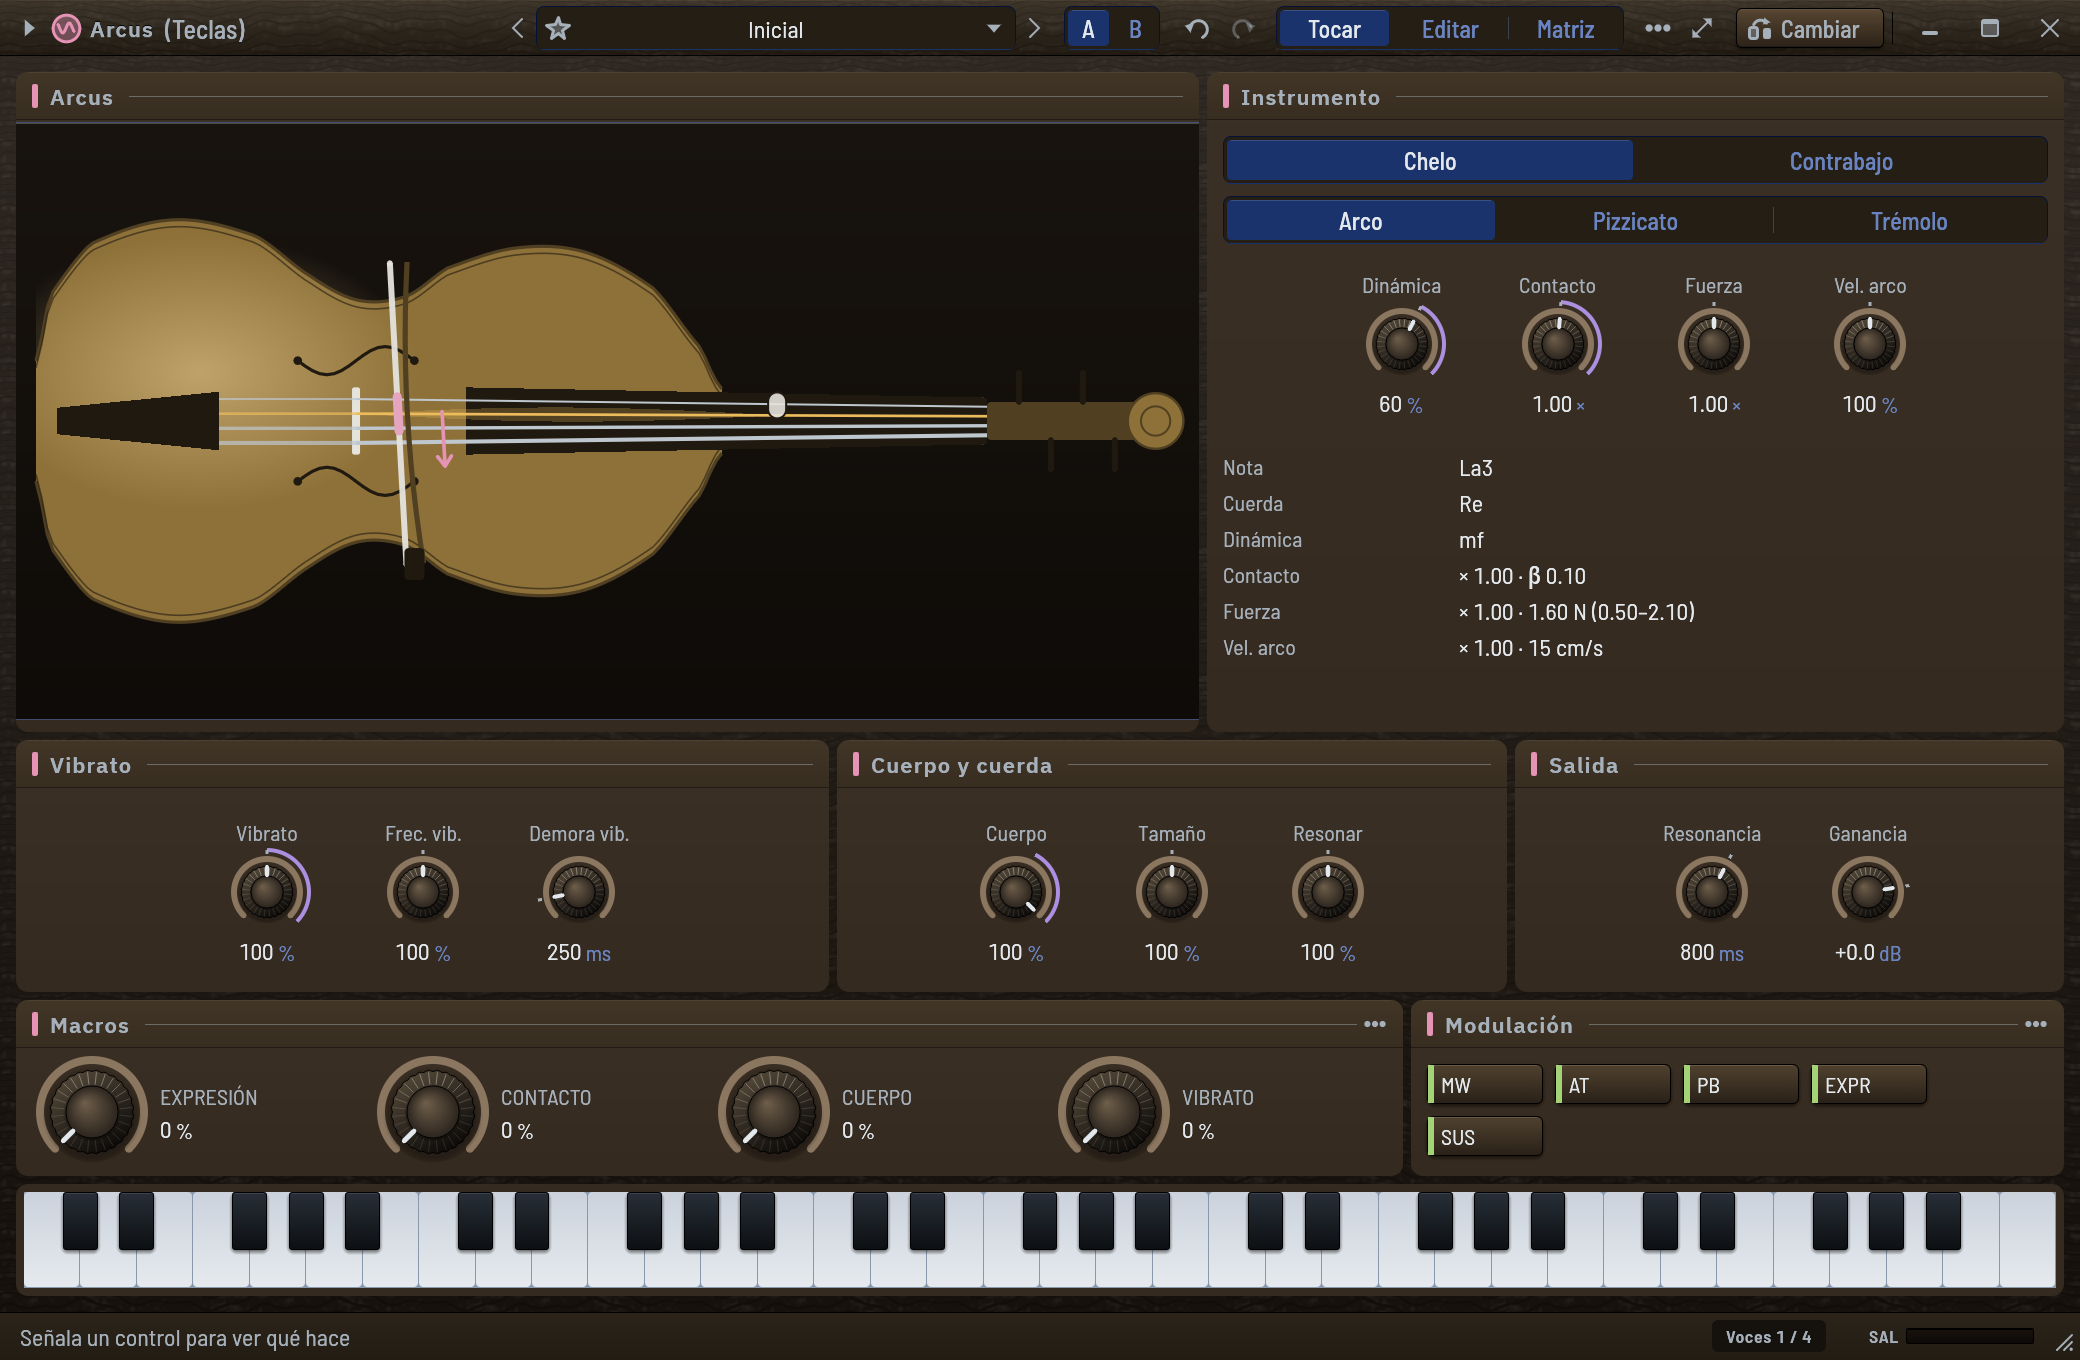 Arcus (Teclas)
Inicial
A B
Tocar Editar Matriz
Cambiar
Arcus
Instrumento
Chelo Contrabajo
Arco Pizzicato Trémolo
Dinámica Contacto Fuerza Vel. arco
60 % 1.00 × 1.00 × 100 %
Nota La3
Cuerda Re
Dinámica mf
Contacto × 1.00 · β 0.10
Fuerza × 1.00 · 1.60 N (0.50–2.10)
Vel. arco × 1.00 · 15 cm/s
Vibrato
Vibrato Frec. vib. Demora vib.
100 % 100 % 250 ms
Cuerpo y cuerda
Cuerpo Tamaño Resonar
100 % 100 % 100 %
Salida
Resonancia Ganancia
800 ms +0.0 dB
Macros
EXPRESIÓN
0 %
CONTACTO
0 %
CUERPO
0 %
VIBRATO
0 %
Modulación
MW AT PB EXPR
SUS
Señala un control para ver qué hace
Voces 1 / 4
SAL